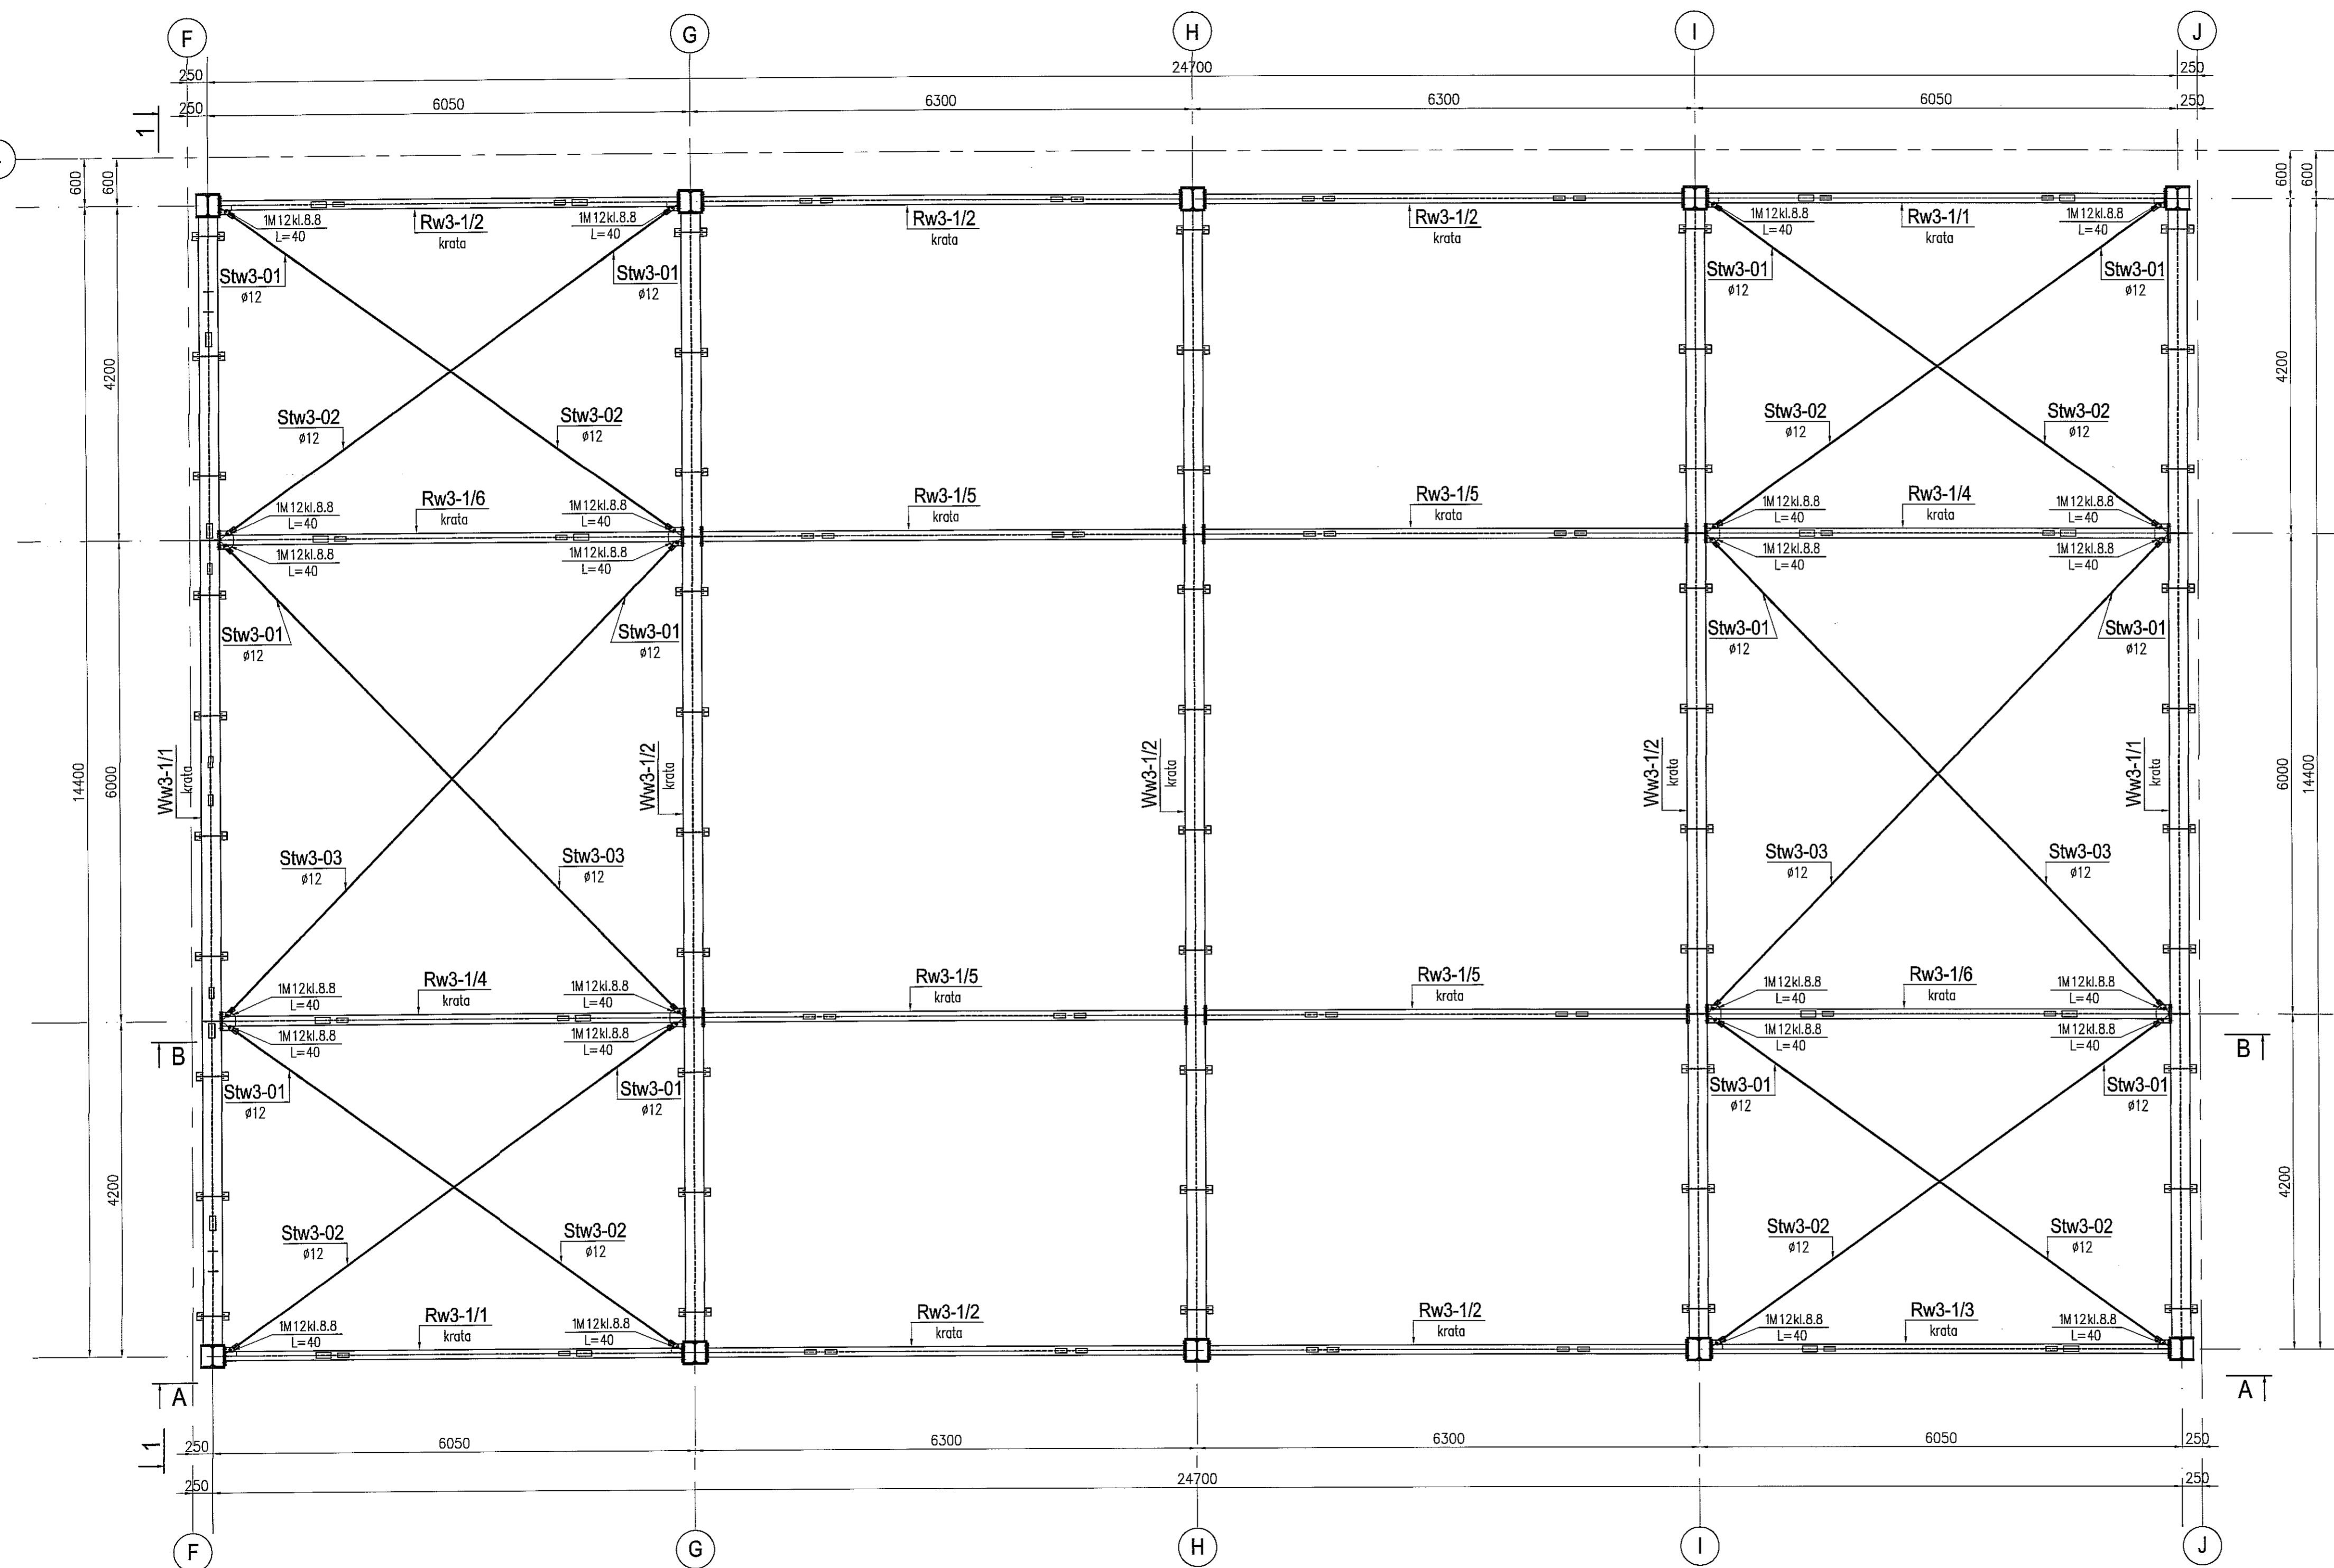 F G H I J
250 24700 250
250 6050 6300 6300 6050 250
1
600 600 600 600
1M12kl.8.8 L=40 Rw3-1/2 krata 1M12kl.8.8 L=40 Rw3-1/2 krata Rw3-1/2 krata 1M12kl.8.8 L=40 Rw3-1/1 krata 1M12kl.8.8 L=40
Stw3-01 ø12 Stw3-01 ø12 Stw3-01 ø12 Stw3-01 ø12
4200 4200
Stw3-02 ø12 Stw3-02 ø12 Stw3-02 ø12 Stw3-02 ø12
1M12kl.8.8 L=40 Rw3-1/6 krata 1M12kl.8.8 L=40 Rw3-1/5 krata Rw3-1/5 krata 1M12kl.8.8 L=40 Rw3-1/4 krata 1M12kl.8.8 L=40
1M12kl.8.8 L=40 1M12kl.8.8 L=40 1M12kl.8.8 L=40 1M12kl.8.8 L=40
Stw3-01 ø12 Stw3-01 ø12 Stw3-01 ø12 Stw3-01 ø12
14400 6000 Ww3-1/1 krata Ww3-1/2 krata Ww3-1/2 krata Ww3-1/2 krata Ww3-1/1 krata 6000 14400
Stw3-03 ø12 Stw3-03 ø12 Stw3-03 ø12 Stw3-03 ø12
1M12kl.8.8 L=40 Rw3-1/4 krata 1M12kl.8.8 L=40 Rw3-1/5 krata Rw3-1/5 krata 1M12kl.8.8 L=40 Rw3-1/6 krata 1M12kl.8.8 L=40
1M12kl.8.8 L=40 1M12kl.8.8 L=40 1M12kl.8.8 L=40 1M12kl.8.8 L=40
B B
Stw3-01 ø12 Stw3-01 ø12 Stw3-01 ø12 Stw3-01 ø12
4200 4200
Stw3-02 ø12 Stw3-02 ø12 Stw3-02 ø12 Stw3-02 ø12
1M12kl.8.8 L=40 Rw3-1/1 krata 1M12kl.8.8 L=40 Rw3-1/2 krata Rw3-1/2 krata 1M12kl.8.8 L=40 Rw3-1/3 krata 1M12kl.8.8 L=40
A A
1
250 6050 6300 6300 6050 250
250 24700 250
F G H I J